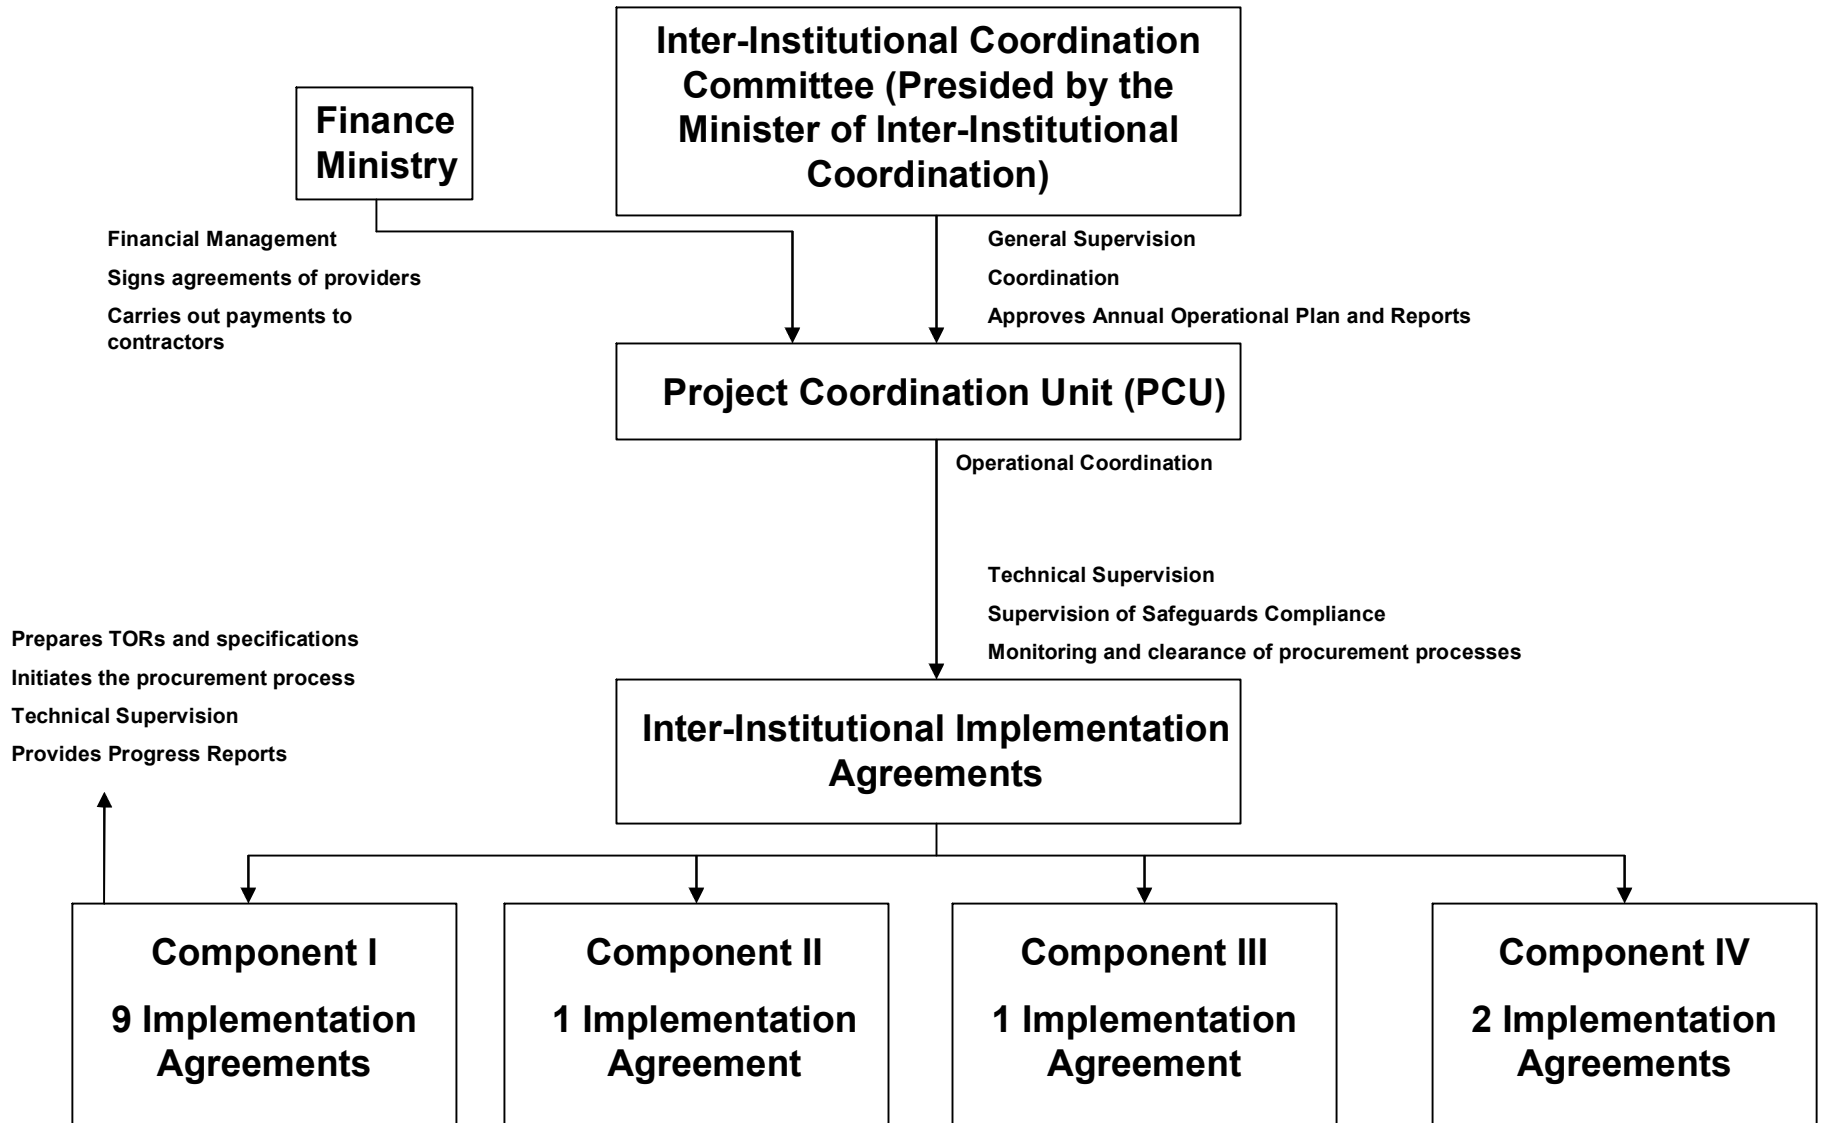 Inter-Institutional Coordination
Committee (Presided by the
Minister of Inter-Institutional
Coordination)
Finance
Ministry
Financial Management
Signs agreements of providers
Carries out payments to
contractors
General Supervision
Coordination
Approves Annual Operational Plan and Reports
Project Coordination Unit (PCU)
Operational Coordination
Technical Supervision
Supervision of Safeguards Compliance
Monitoring and clearance of procurement processes
Prepares TORs and specifications
Initiates the procurement process
Technical Supervision
Provides Progress Reports
Inter-Institutional Implementation
Agreements
Component I
9 Implementation
Agreements
Component II
1 Implementation
Agreement
Component III
1 Implementation
Agreement
Component IV
2 Implementation
Agreements